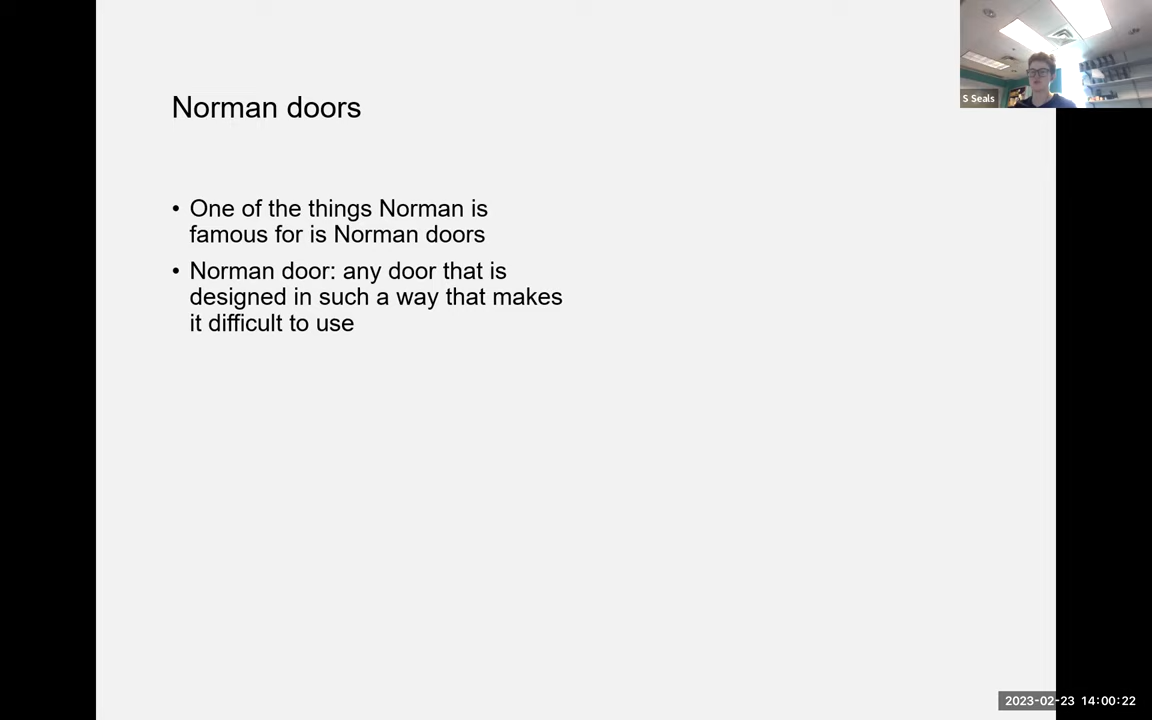 S Seals
Norman doors
• One of the things Norman is
famous for is Norman doors
• Norman door: any door that is
designed in such a way that makes
it difficult to use
2023-02-23 14:00:22